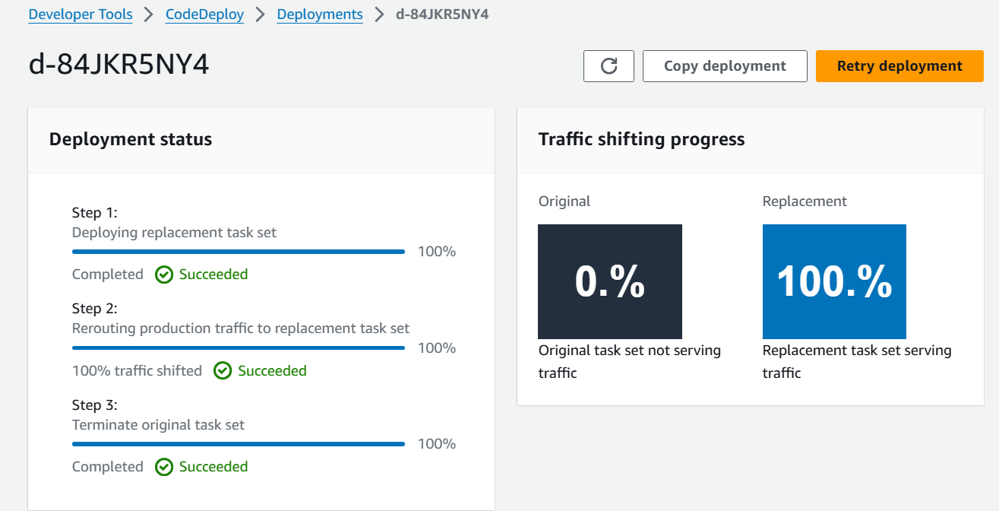 Developer Tools > CodeDeploy > Deployments > d-84JKR5NY4
d-84JKR5NY4
Copy deployment
Retry deployment
Deployment status
Step 1:
Deploying replacement task set
100%
Completed Succeeded
Step 2:
Rerouting production traffic to replacement task set
100%
100% traffic shifted Succeeded
Step 3:
Terminate original task set
100%
Completed Succeeded
Traffic shifting progress
Original
0.%
Original task set not serving
traffic
Replacement
100.%
Replacement task set serving
traffic